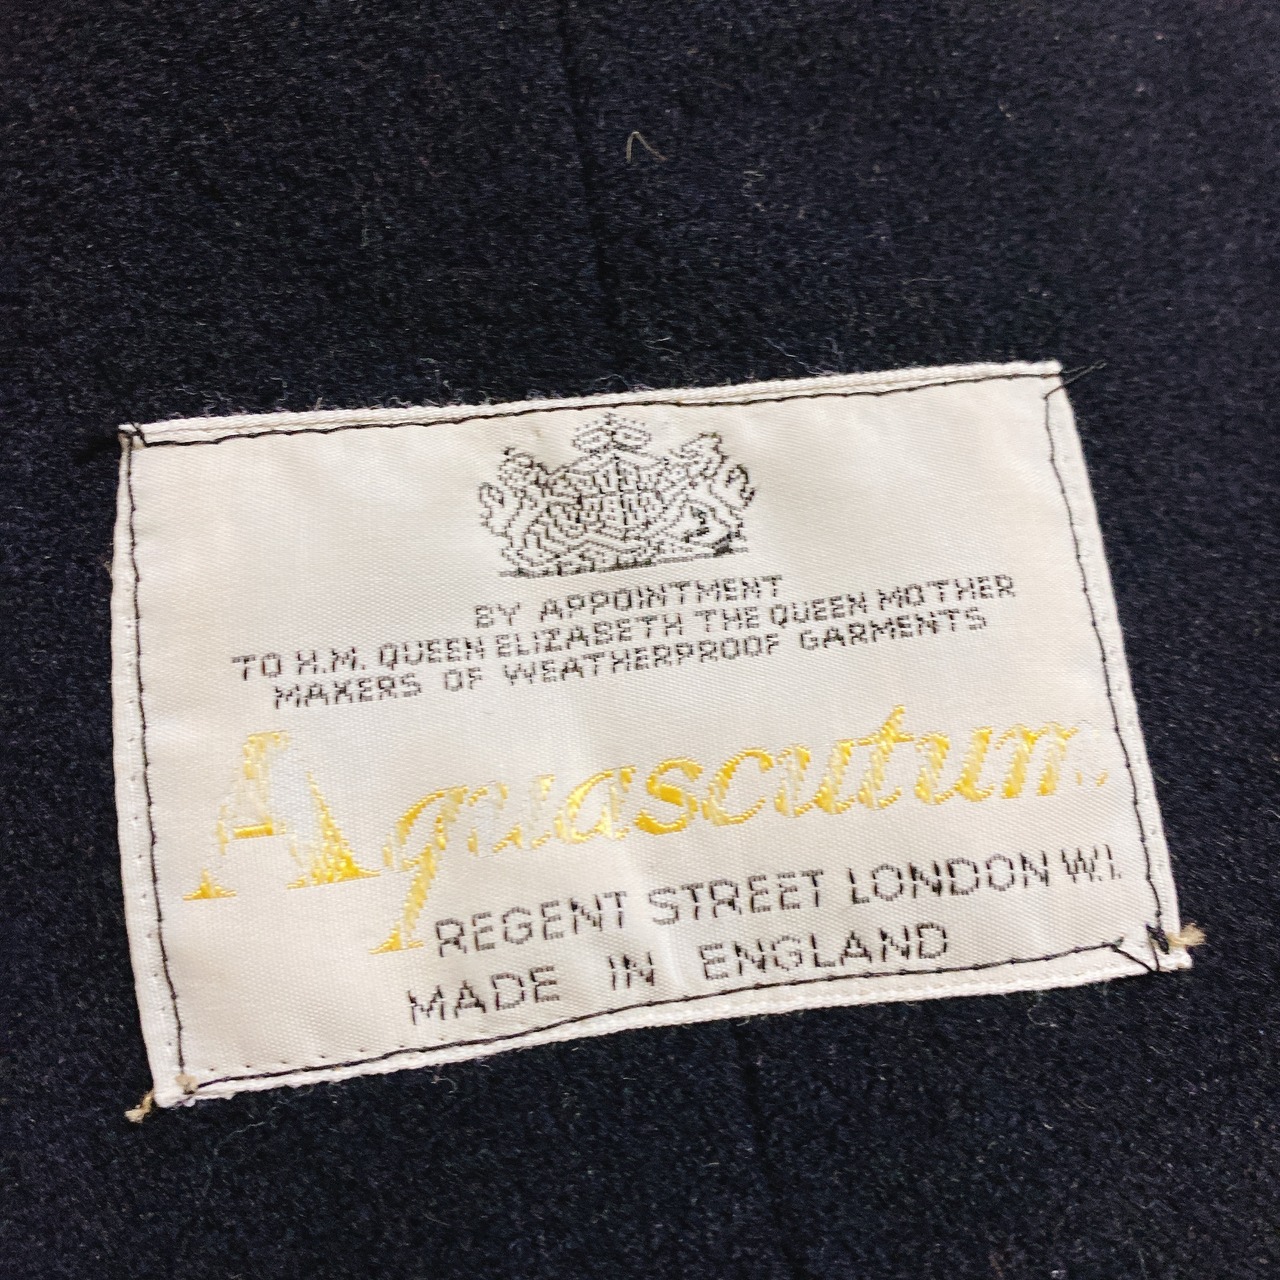 BY APPOINTMENT
TO H.M. QUEEN ELIZABETH THE QUEEN MOTHER
MAKERS OF WEATHERPROOF GARMENTS
Aquascutum
REGENT STREET LONDON W.1.
MADE IN ENGLAND